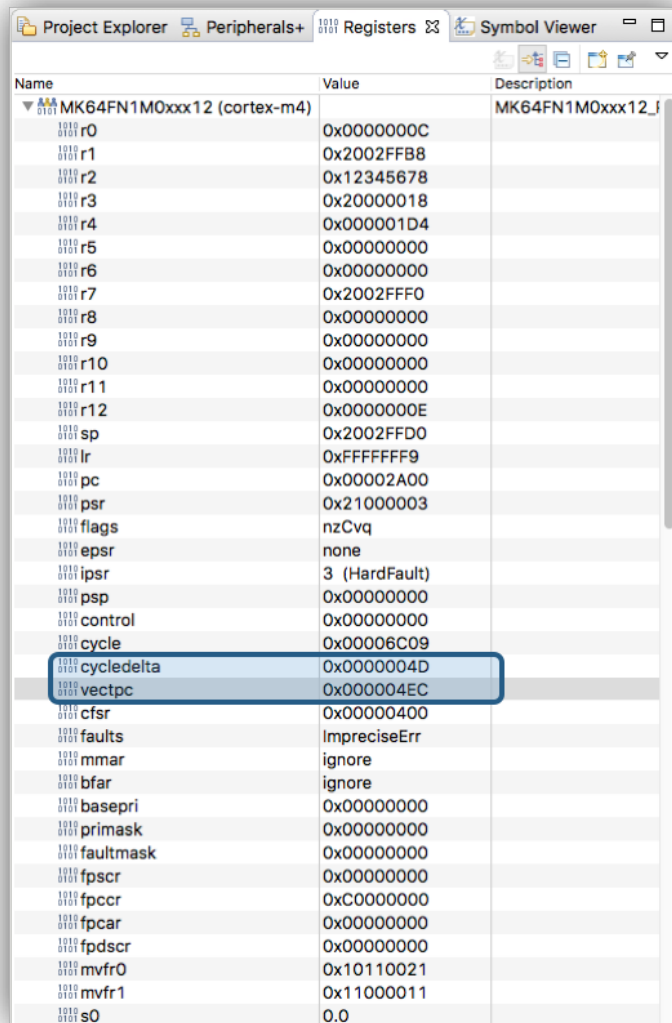 Project Explorer Peripherals+ Registers Symbol Viewer
Name Value Description
MK64FN1M0xxx12 (cortex-m4) MK64FN1M0xxx12_
r0 0x0000000C
r1 0x2002FFB8
r2 0x12345678
r3 0x20000018
r4 0x000001D4
r5 0x00000000
r6 0x00000000
r7 0x2002FFF0
r8 0x00000000
r9 0x00000000
r10 0x00000000
r11 0x00000000
r12 0x0000000E
sp 0x2002FFD0
lr 0xFFFFFFF9
pc 0x00002A00
psr 0x21000003
flags nzCvq
epsr none
ipsr 3 (HardFault)
psp 0x00000000
control 0x00000000
cycle 0x00006C09
cycledelta 0x0000004D
vectpc 0x000004EC
cfsr 0x00000400
faults ImpreciseErr
mmar ignore
bfar ignore
basepri 0x00000000
primask 0x00000000
faultmask 0x00000000
fpscr 0x00000000
fpccr 0xC0000000
fpcar 0x00000000
fpdscr 0x00000000
mvfr0 0x10110021
mvfr1 0x11000011
s0 0.0